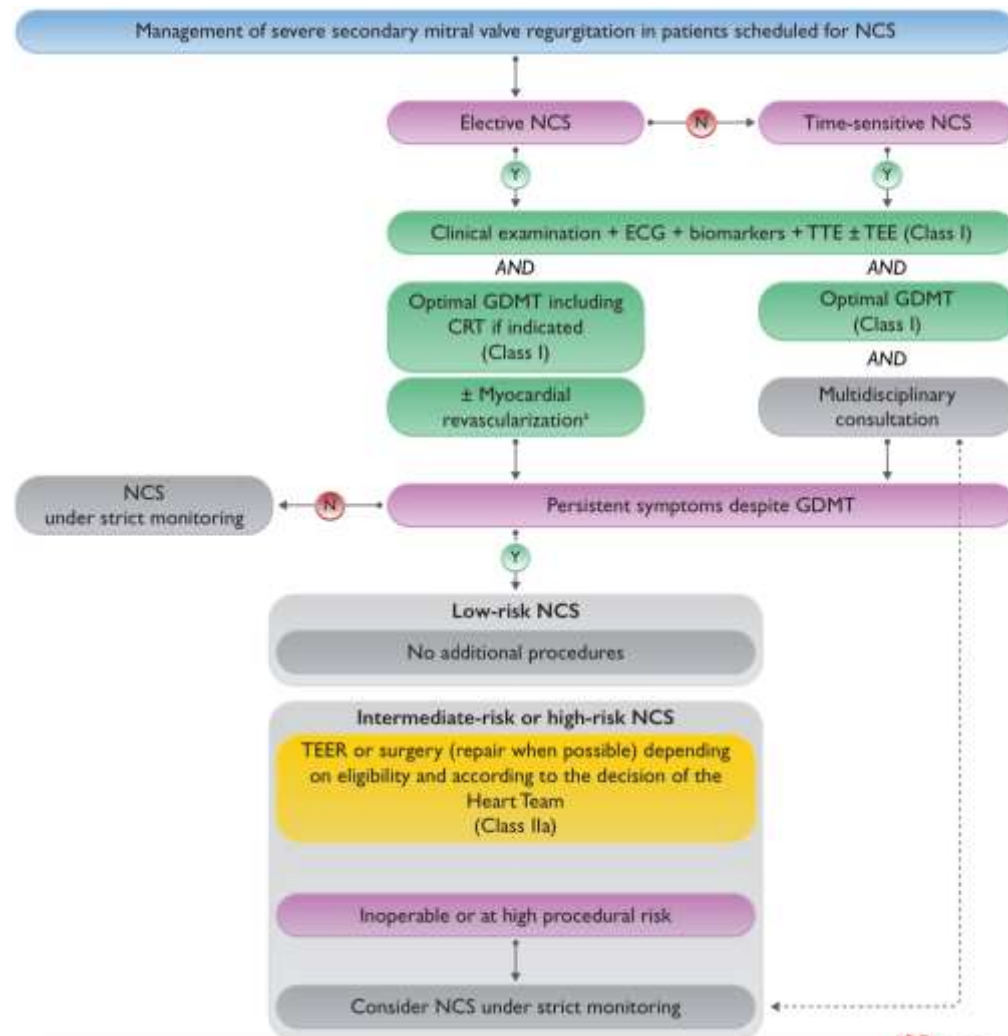 Management of severe secondary mitral valve regurgitation in patients scheduled for NCS
Elective NCS
N
Time-sensitive NCS
Y
Y
Clinical examination + ECG + biomarkers + TTE ± TEE (Class I)
AND
AND
Optimal GDMT including
CRT if indicated
(Class I)
Optimal GDMT
(Class I)
AND
± Myocardial
revascularization
Multidisciplinary
consultation
NCS
under strict monitoring
N
Persistent symptoms despite GDMT
Y
Low-risk NCS
No additional procedures
Intermediate-risk or high-risk NCS
TEER or surgery (repair when possible) depending
on eligibility and according to the decision of the
Heart Team
(Class IIa)
Inoperable or at high procedural risk
Consider NCS under strict monitoring